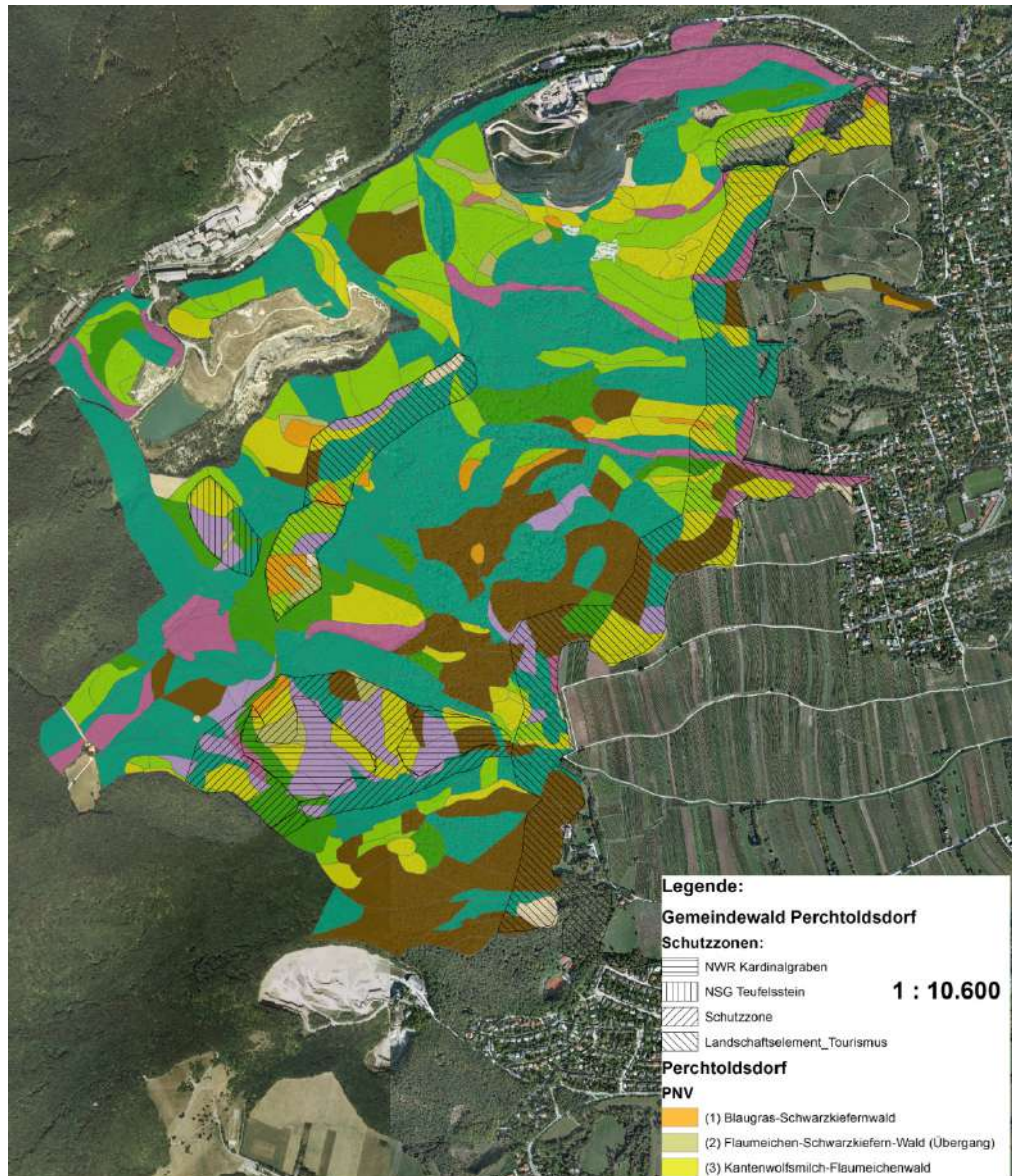 Legende:
Gemeindewald Perchtoldsdorf
Schutzzonen:
NWR Kardinalgraben
NSG Teufelsstein
1 : 10.600
Schutzzone
Landschaftselement_Tourismus
Perchtoldsdorf
PNV
(1) Blaugras-Schwarzkiefernwald
(2) Flaumeichen-Schwarzkiefern-Wald (Übergang)
(3) Kantenwolfsmilch-Flaumeichenwald